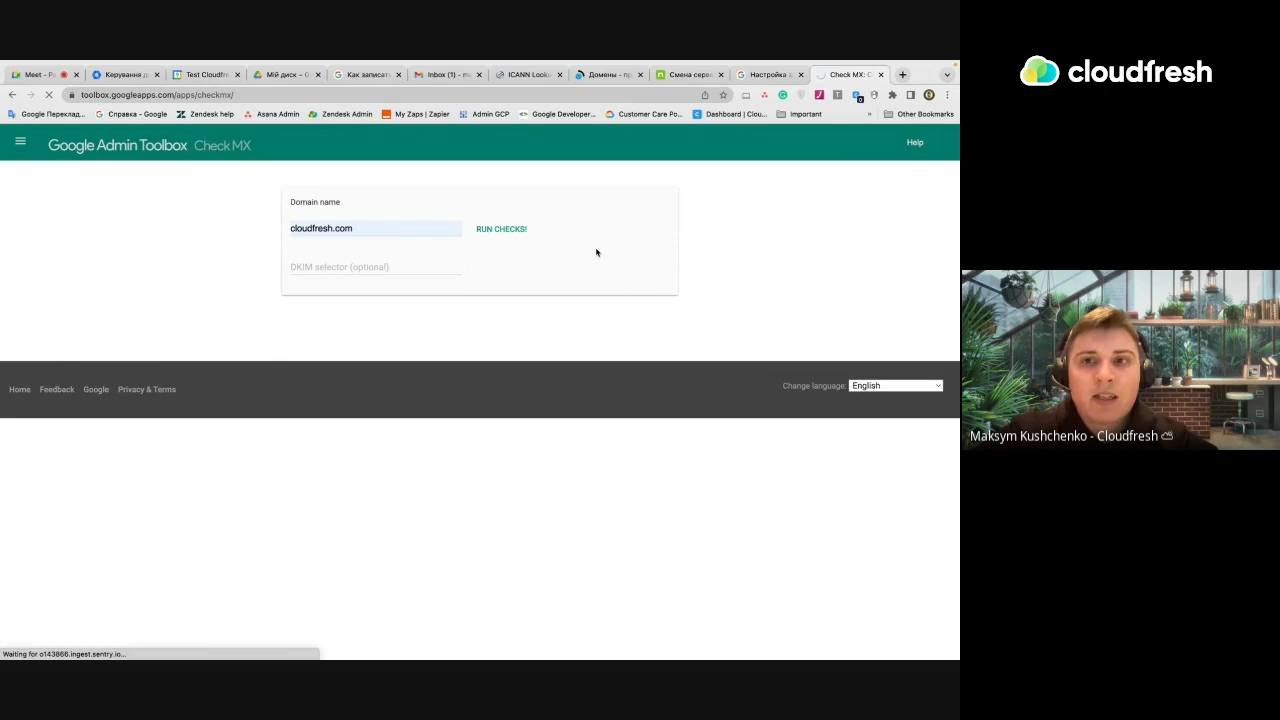 cloudfresh
Meet - P
Керування д
Test Cloudfr
Мій диск - G
Как записат
Inbox (1) - m
ICANN Looku
Домены - пр
Смена серв
Настройка з
Check MX: C
toolbox.googleapps.com/apps/checkmx/
Google Переклад...
Справка - Google
Zendesk help
Asana Admin
Zendesk Admin
My Zaps | Zapier
Admin GCP
Google Developer...
Customer Care Po...
Dashboard | Clou...
Important
»
Other Bookmarks
Google Admin Toolbox Check MX
Help
Domain name
cloudfresh.com
RUN CHECKS!
DKIM selector (optional)
Home
Feedback
Google
Privacy & Terms
Change language: English
Maksym Kushchenko - Cloudfresh
Waiting for o143866.ingest.sentry.io...